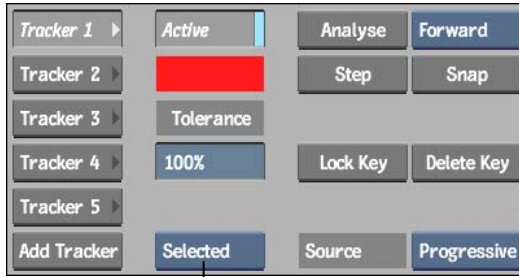 Tracker 1 Active Analyse Forward
Tracker 2 Step Snap
Tracker 3 Tolerance
Tracker 4 100% Lock Key Delete Key
Tracker 5
Add Tracker Selected Source Progressive